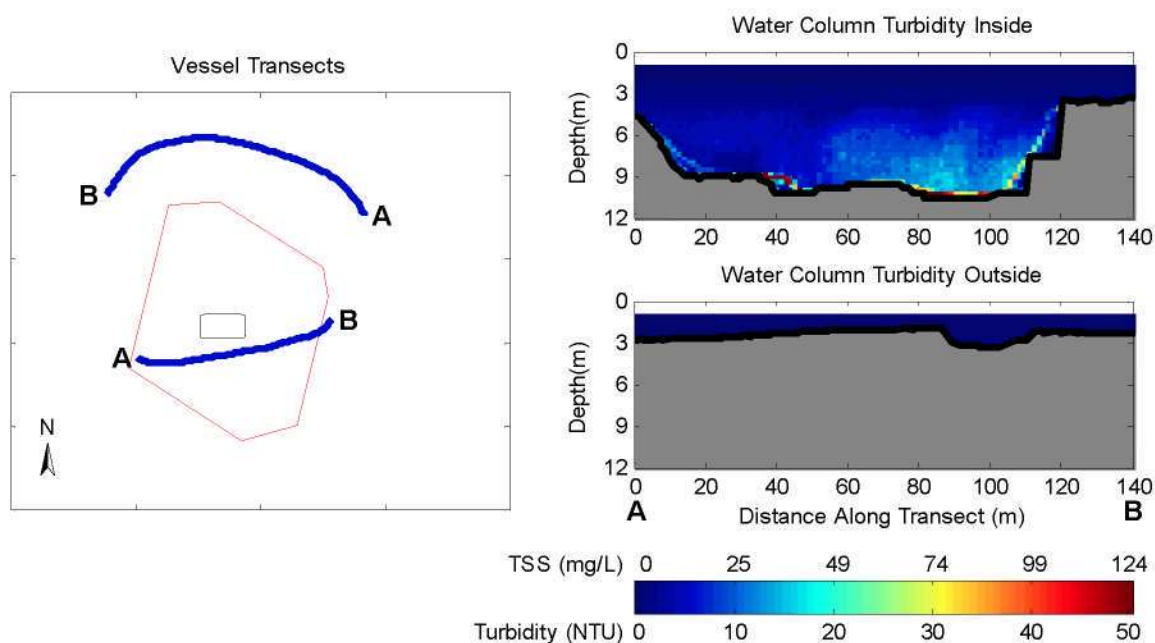 Vessel Transects
B
A
A
B
N
Water Column Turbidity Inside
Depth(m)
0
3
6
9
12
0 20 40 60 80 100 120 140
Water Column Turbidity Outside
Depth(m)
0
3
6
9
12
0 20 40 60 80 100 120 140
A Distance Along Transect (m) B
TSS (mg/L) 0 25 49 74 99 124
Turbidity (NTU) 0 10 20 30 40 50